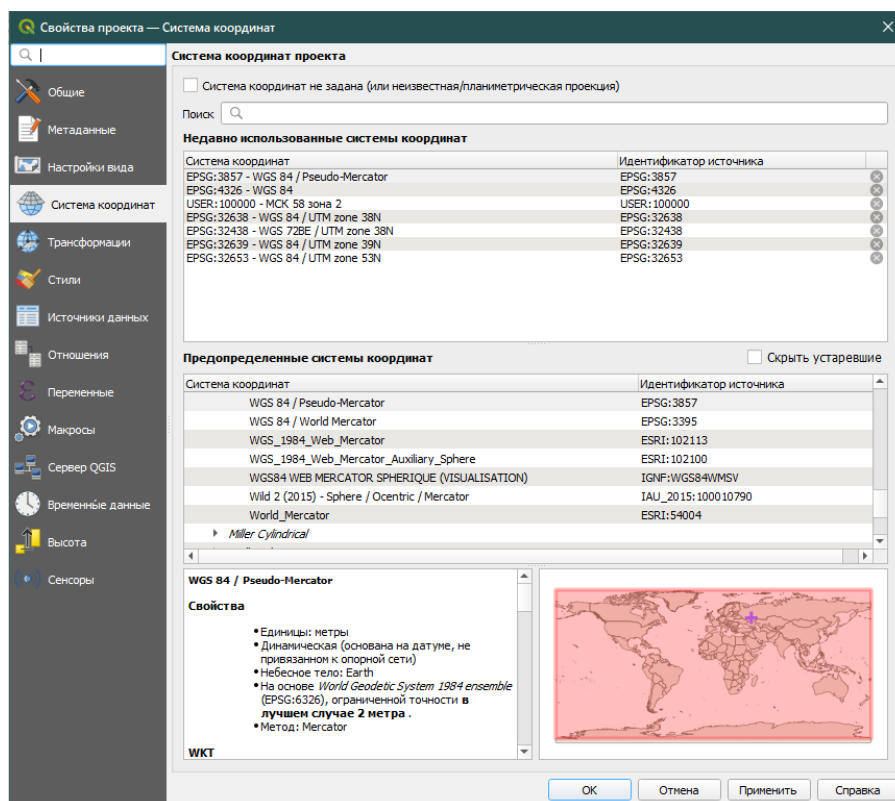 Свойства проекта — Система координат
Общие
Метаданные
Настройки вида
Система координат
Трансформации
Стили
Источники данных
Отношения
Переменные
Макросы
Сервер QGIS
Временные данные
Высота
Сенсоры
Система координат проекта
Система координат не задана (или неизвестная/планиметрическая проекция)
Поиск
Недавно использованные системы координат
Система координат Идентификатор источника
EPSG:3857 - WGS 84 / Pseudo-Mercator EPSG:3857
EPSG:4326 - WGS 84 EPSG:4326
USER:100000 - МСК 58 зона 2 USER:100000
EPSG:32638 - WGS 84 / UTM zone 38N EPSG:32638
EPSG:32438 - WGS 72BE / UTM zone 38N EPSG:32438
EPSG:32639 - WGS 84 / UTM zone 39N EPSG:32639
EPSG:32653 - WGS 84 / UTM zone 53N EPSG:32653
Предопределенные системы координат Скрыть устаревшие
Система координат Идентификатор источника
WGS 84 / Pseudo-Mercator EPSG:3857
WGS 84 / World Mercator EPSG:3395
WGS_1984_Web_Mercator ESRI:102113
WGS_1984_Web_Mercator_Auxiliary_Sphere ESRI:102100
WGS84 WEB MERCATOR SPHERIQUE (VISUALISATION) IGNF:WGS84WMSV
Wild 2 (2015) - Sphere / Ocentric / Mercator IAU_2015:100010790
World_Mercator ESRI:54004
Miller Cylindrical
WGS 84 / Pseudo-Mercator
Свойства
• Единицы: метры
• Динамическая (основана на датуме, не
привязанном к опорной сети)
• Небесное тело: Earth
• На основе World Geodetic System 1984 ensemble
(EPSG:6326), ограниченной точности в
лучшем случае 2 метра .
• Метод: Mercator
WKT
OK Отмена Применить Справка